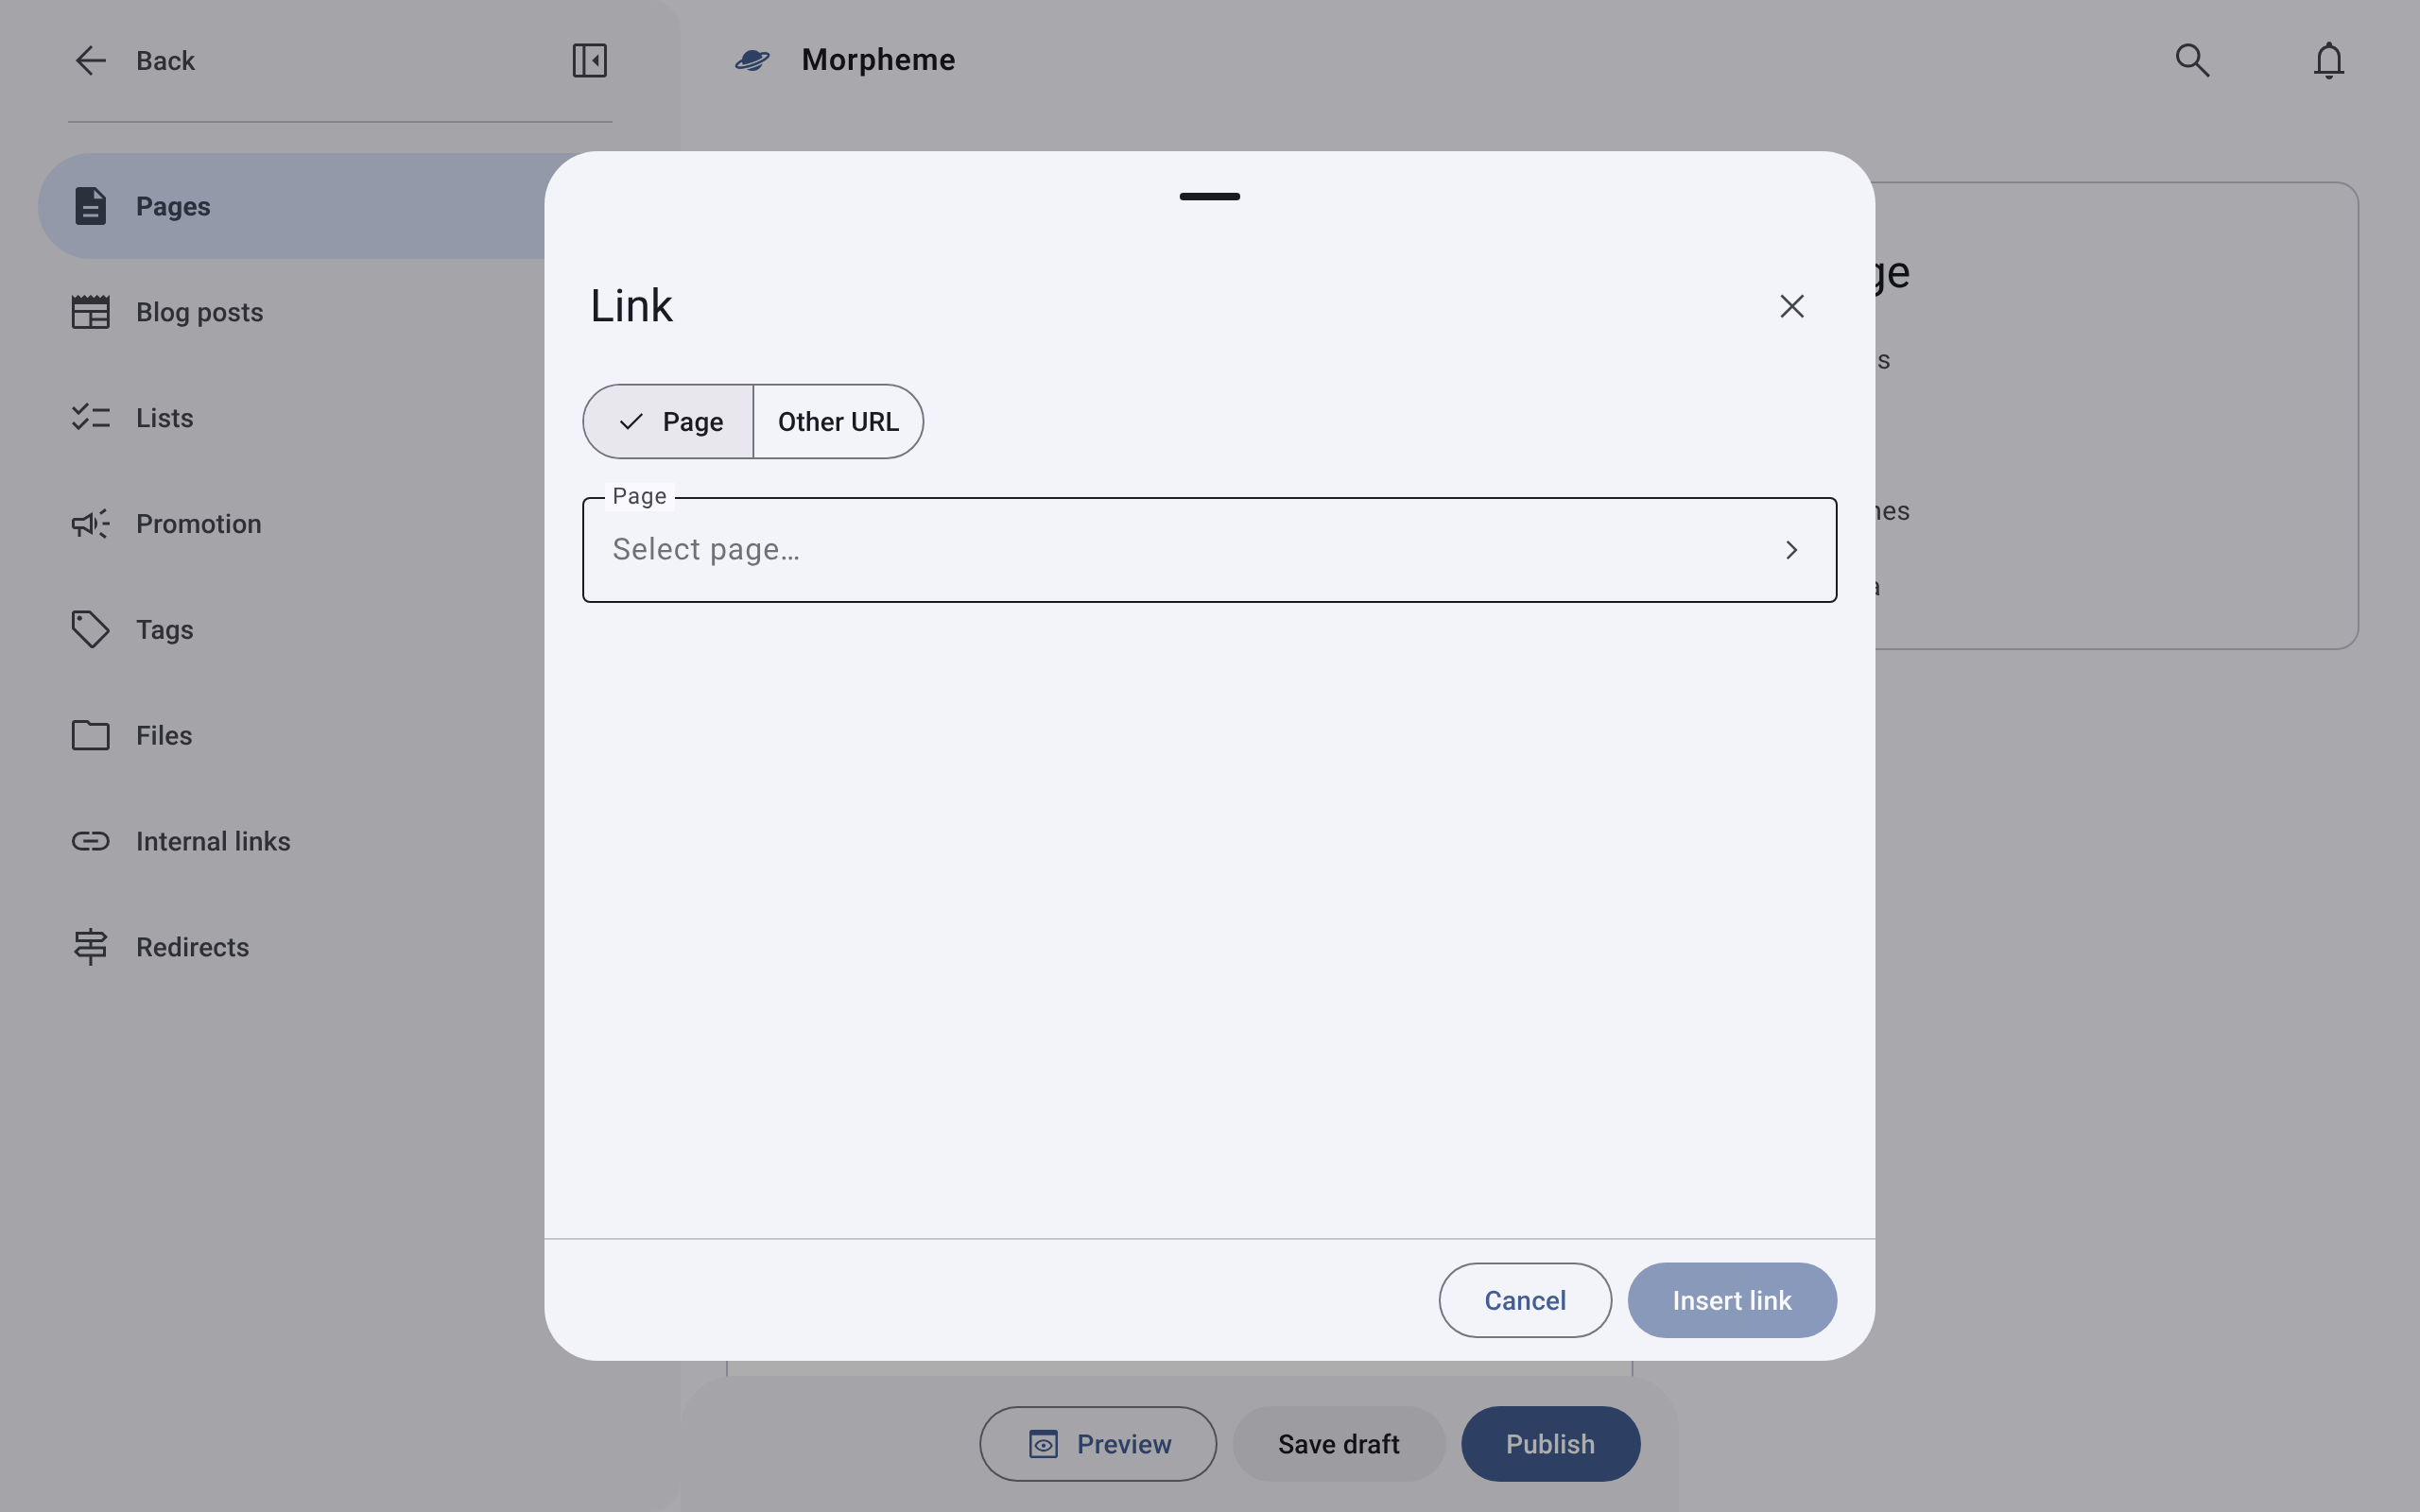 Back
Morpheme
Pages
Blog posts
Lists
Promotion
Tags
Files
Internal links
Redirects
Link
Page
Other URL
Page
Select page…
Cancel
Insert link
Preview
Save draft
Publish